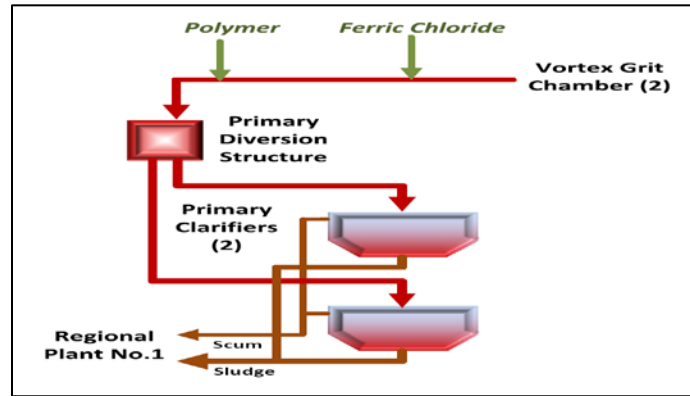 Polymer
Ferric Chloride
Vortex Grit
Chamber (2)
Primary
Diversion
Structure
Primary
Clarifiers
(2)
Regional
Plant No.1
Scum
Sludge